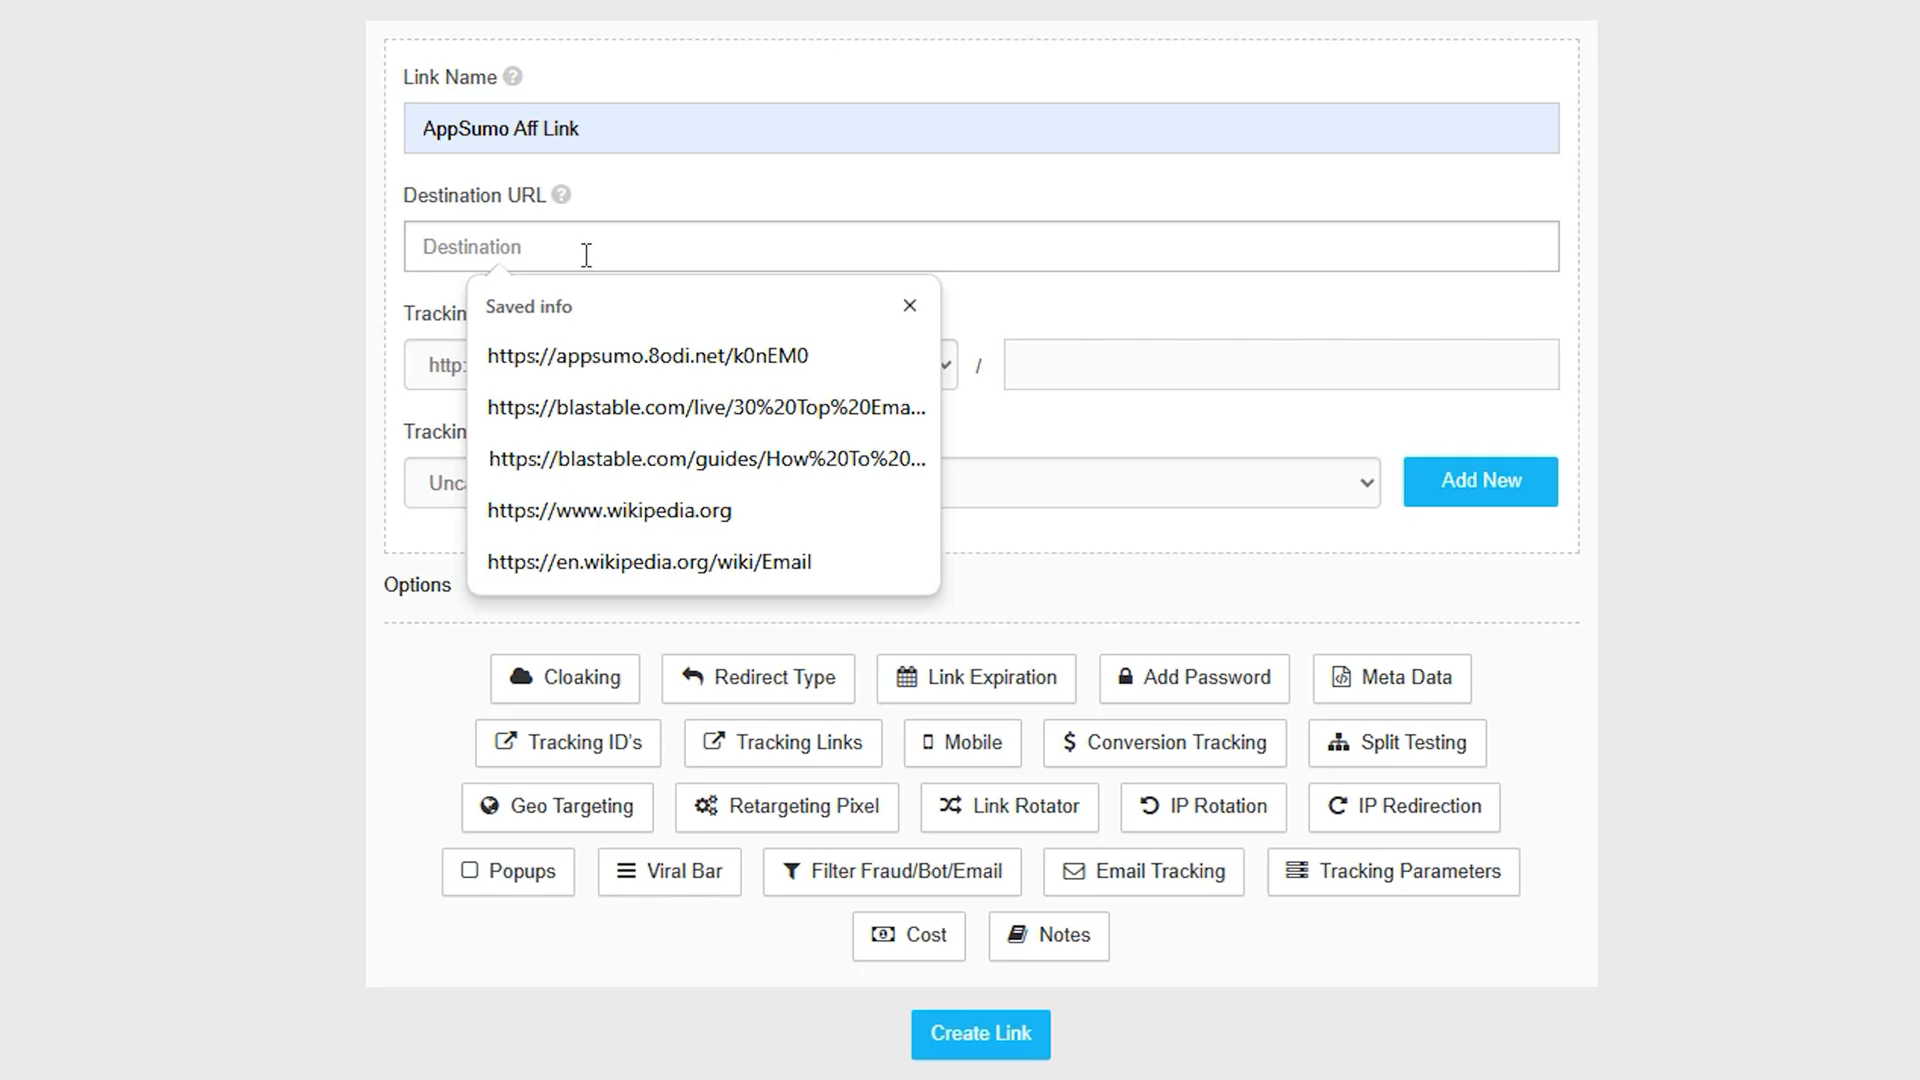 Link Name
AppSumo Aff Link
Destination URL
Destination
Saved info
https://appsumo.8odi.net/k0nEM0
https://blastable.com/live/30%20Top%20Ema...
https://blastable.com/guides/How%20To%20...
https://www.wikipedia.org
https://en.wikipedia.org/wiki/Email
Trackin
http: /
Trackin
Unc Add New
Options
Cloaking Redirect Type Link Expiration Add Password Meta Data
Tracking ID's Tracking Links Mobile Conversion Tracking Split Testing
Geo Targeting Retargeting Pixel Link Rotator IP Rotation IP Redirection
Popups Viral Bar Filter Fraud/Bot/Email Email Tracking Tracking Parameters
Cost Notes
Create Link